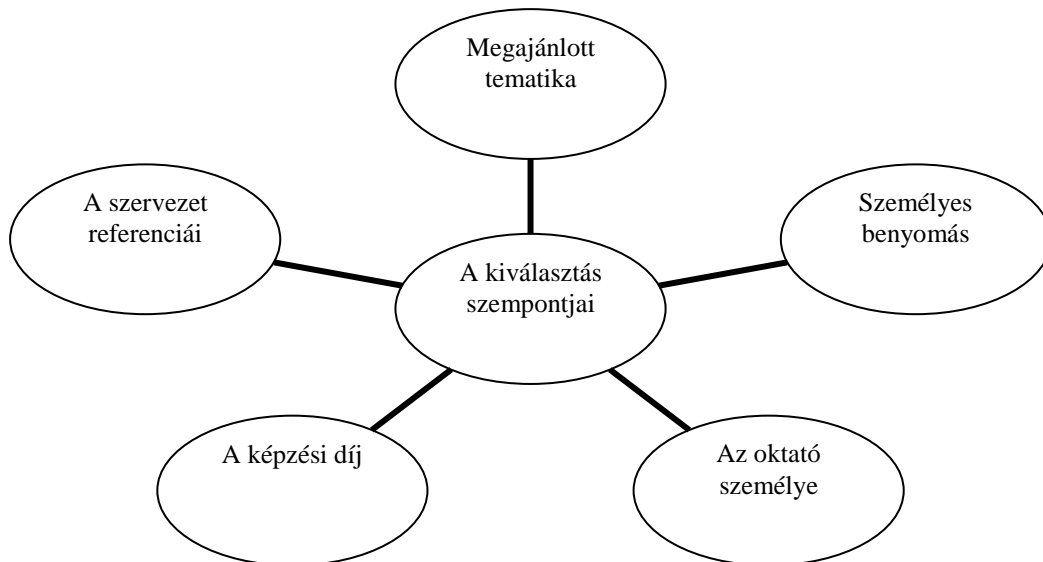 Megajánlott
tematika
A szervezet
referenciái
Személyes
benyomás
A kiválasztás
szempontjai
A képzési díj
Az oktató
személye